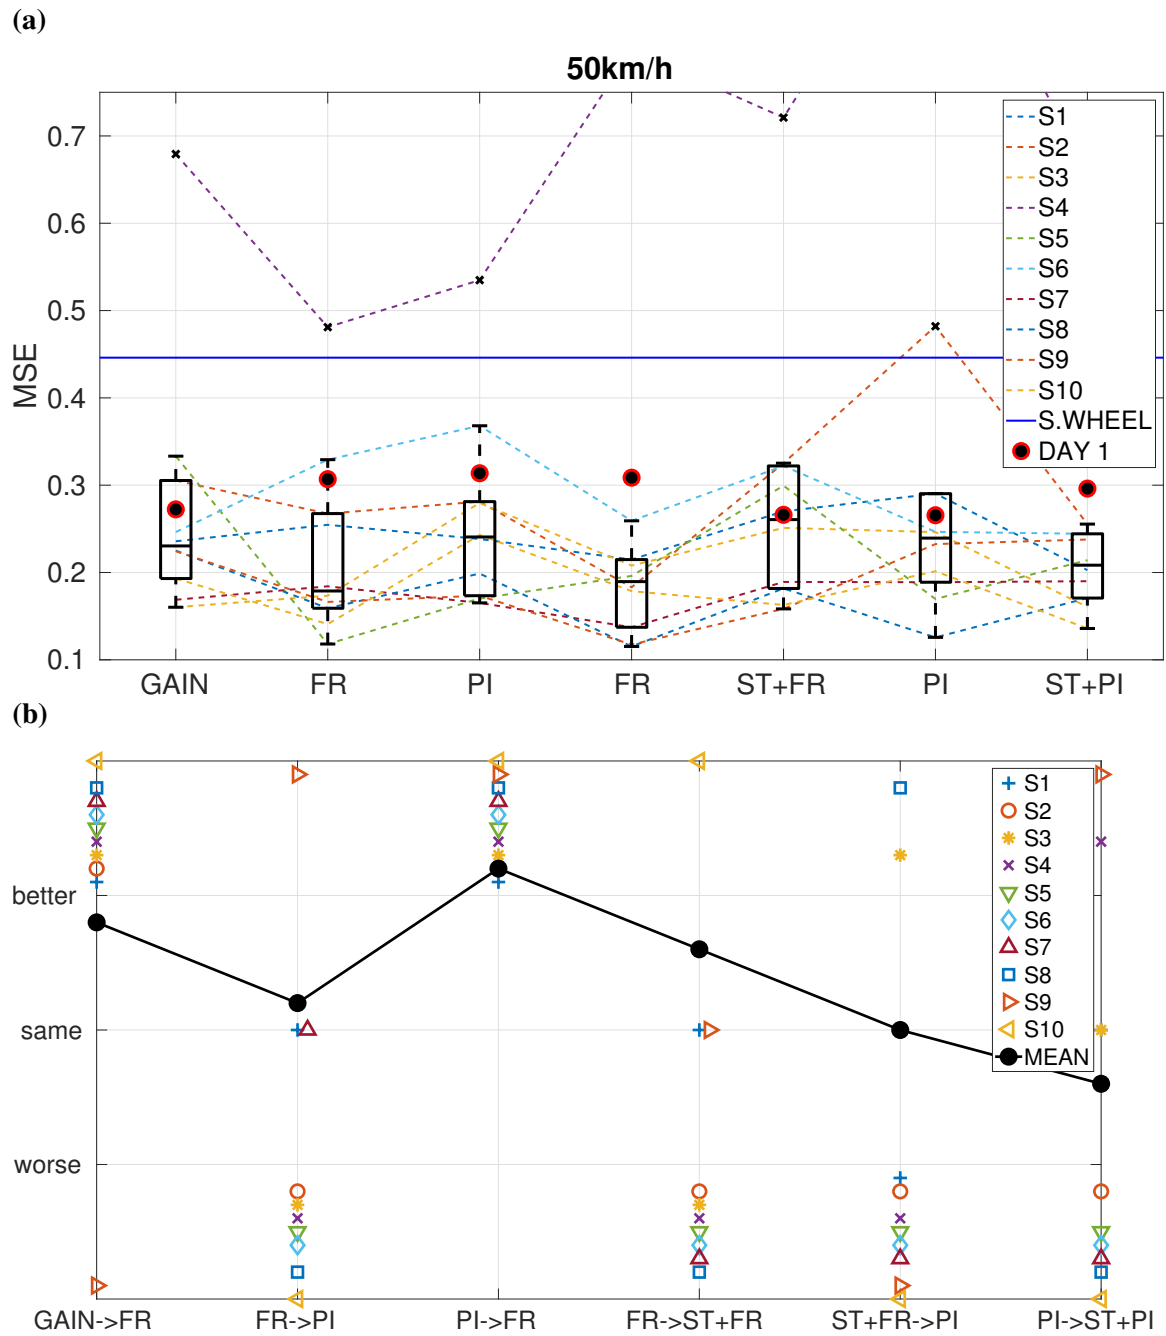 (a)
50km/h
0.7
0.6
0.5
0.4
0.3
0.2
0.1
MSE
S1
S2
S3
S4
S5
S6
S7
S8
S9
S10
S.WHEEL
DAY 1
GAIN FR PI FR ST+FR PI ST+PI
(b)
better
same
worse
S1
S2
S3
S4
S5
S6
S7
S8
S9
S10
MEAN
GAIN->FR FR->PI PI->FR FR->ST+FR ST+FR->PI PI->ST+PI